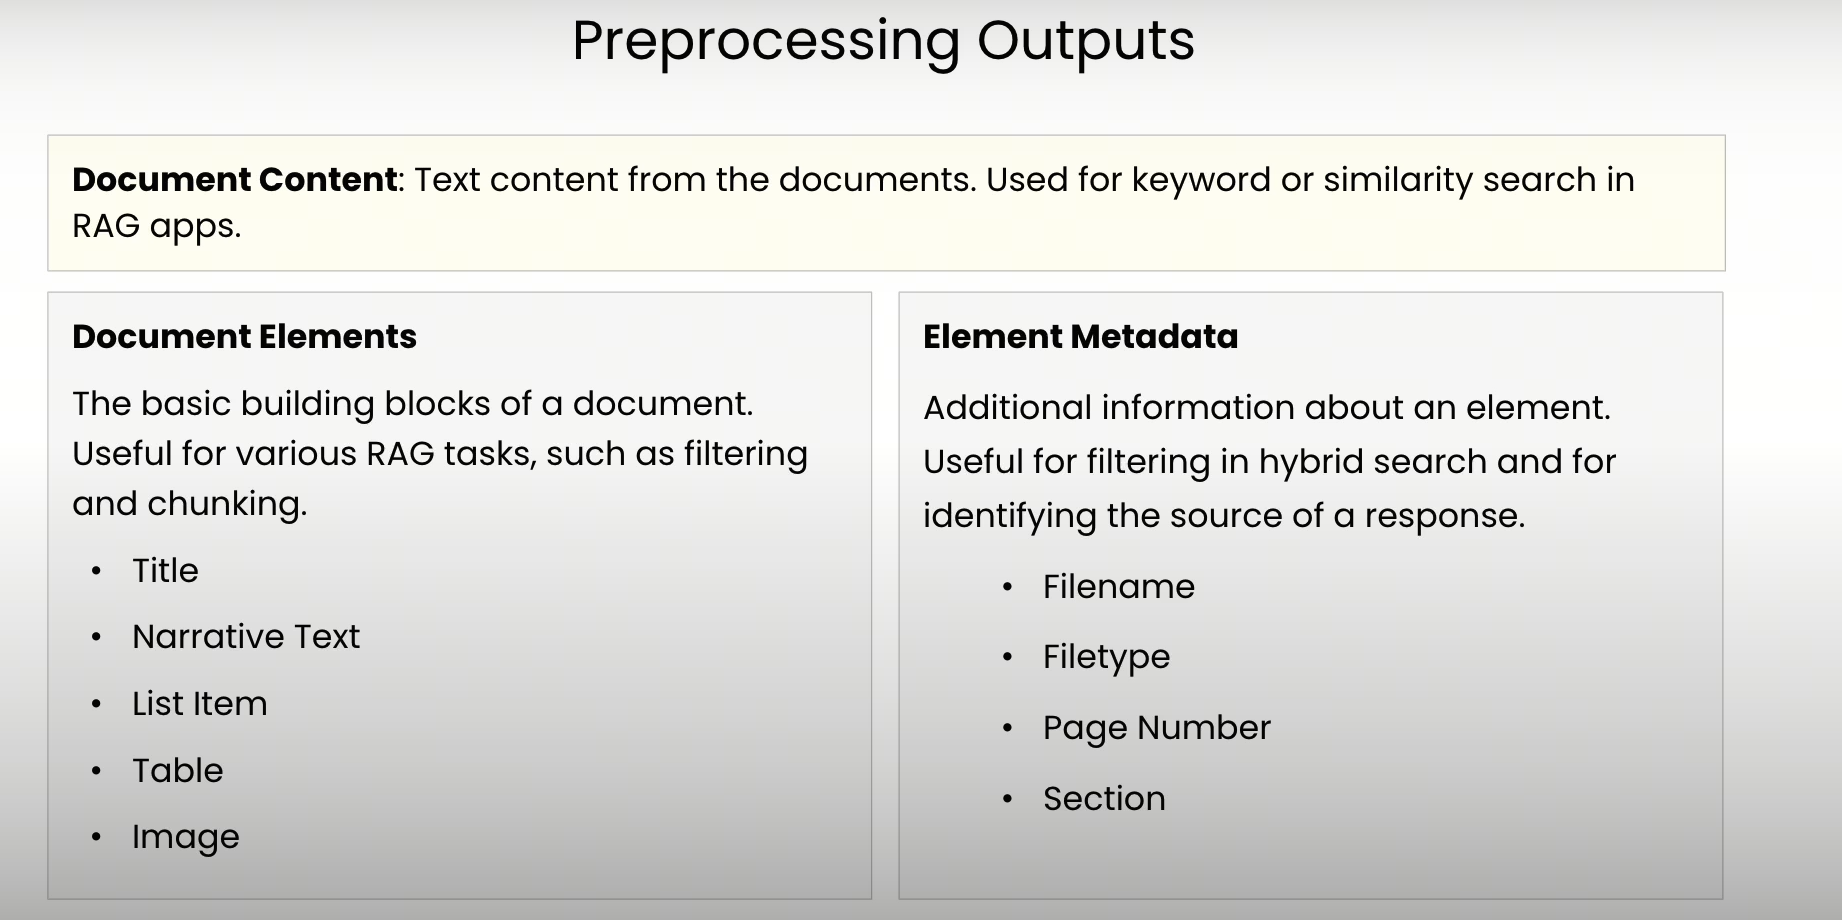 Preprocessing Outputs
Document Content: Text content from the documents. Used for keyword or similarity search in
RAG apps.
Document Elements
The basic building blocks of a document.
Useful for various RAG tasks, such as filtering
and chunking.
• Title
• Narrative Text
• List Item
• Table
• Image
Element Metadata
Additional information about an element.
Useful for filtering in hybrid search and for
identifying the source of a response.
• Filename
• Filetype
• Page Number
• Section